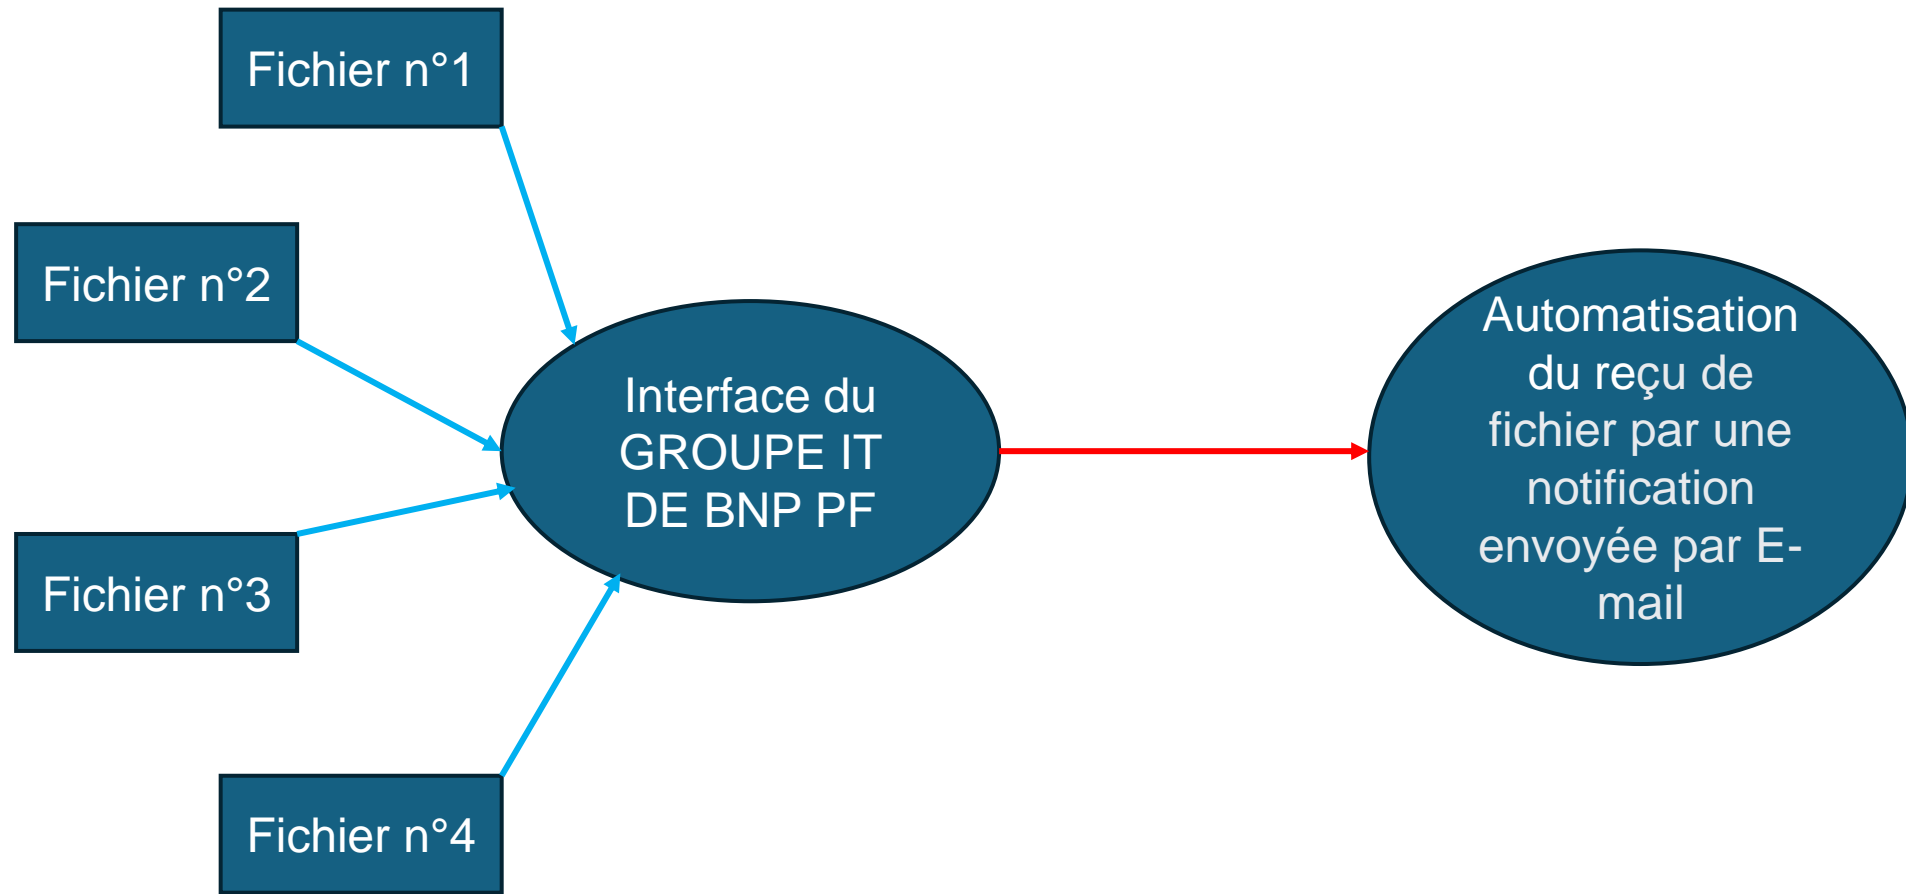 Fichier n°1
Fichier n°2
Fichier n°3
Fichier n°4
Interface du
GROUPE IT
DE BNP PF
Automatisation
du reçu de
fichier par une
notification
envoyée par E-
mail